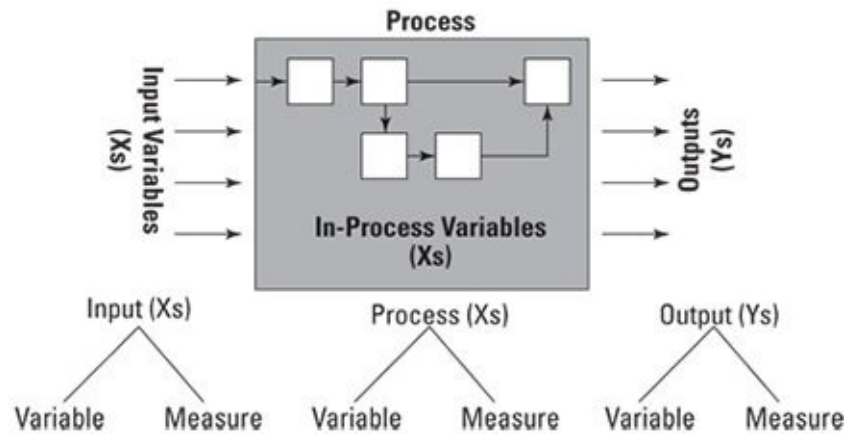 Process
Input Variables
(Xs)
Outputs
(Ys)
In-Process Variables
(Xs)
Input (Xs)
Process (Xs)
Output (Ys)
Variable
Measure
Variable
Measure
Variable
Measure